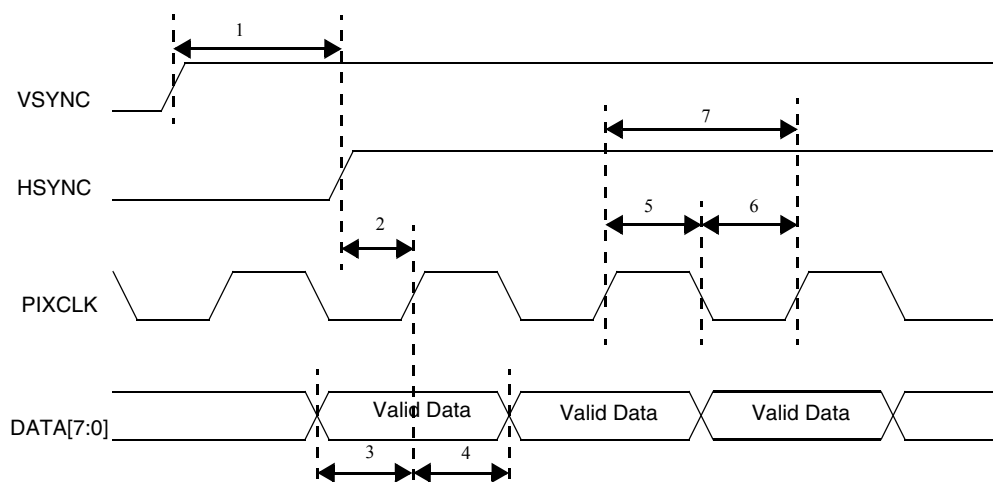 1
VSYNC
7
HSYNC
5
6
2
PIXCLK
Valid Data
Valid Data
Valid Data
DATA[7:0]
3
4